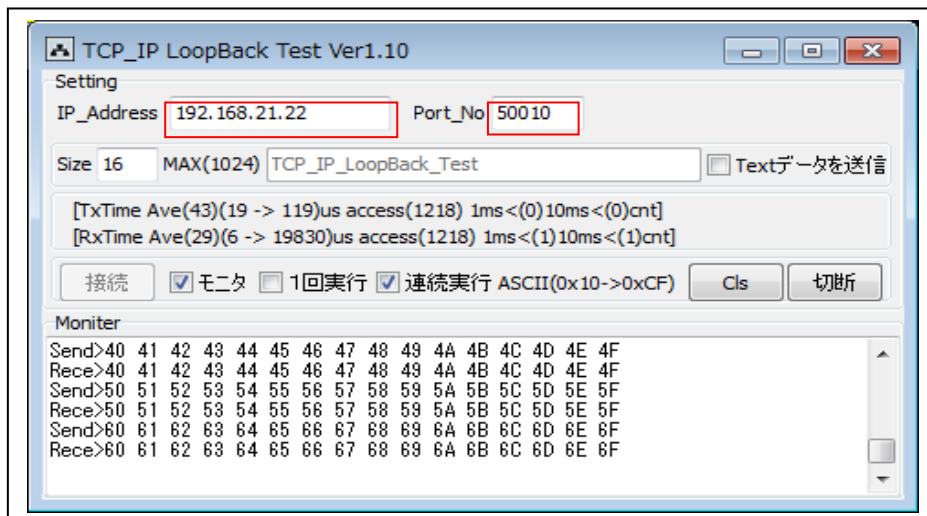 TCP_IP LoopBack Test Ver1.10
Setting
IP_Address 192.168.21.22 Port_No 50010
Size 16 MAX(1024) TCP_IP_LoopBack_Test Textデータを送信
[TxTime Ave(43)(19 -> 119)us access(1218) 1ms<(0)10ms<(0)cnt]
[RxTime Ave(29)(6 -> 19830)us access(1218) 1ms<(1)10ms<(1)cnt]
接続 モニタ 1回実行 連続実行 ASCII(0x10->0xCF) Cls 切断
Moniter
Send>40 41 42 43 44 45 46 47 48 49 4A 4B 4C 4D 4E 4F
Rece>40 41 42 43 44 45 46 47 48 49 4A 4B 4C 4D 4E 4F
Send>50 51 52 53 54 55 56 57 58 59 5A 5B 5C 5D 5E 5F
Rece>50 51 52 53 54 55 56 57 58 59 5A 5B 5C 5D 5E 5F
Send>60 61 62 63 64 65 66 67 68 69 6A 6B 6C 6D 6E 6F
Rece>60 61 62 63 64 65 66 67 68 69 6A 6B 6C 6D 6E 6F